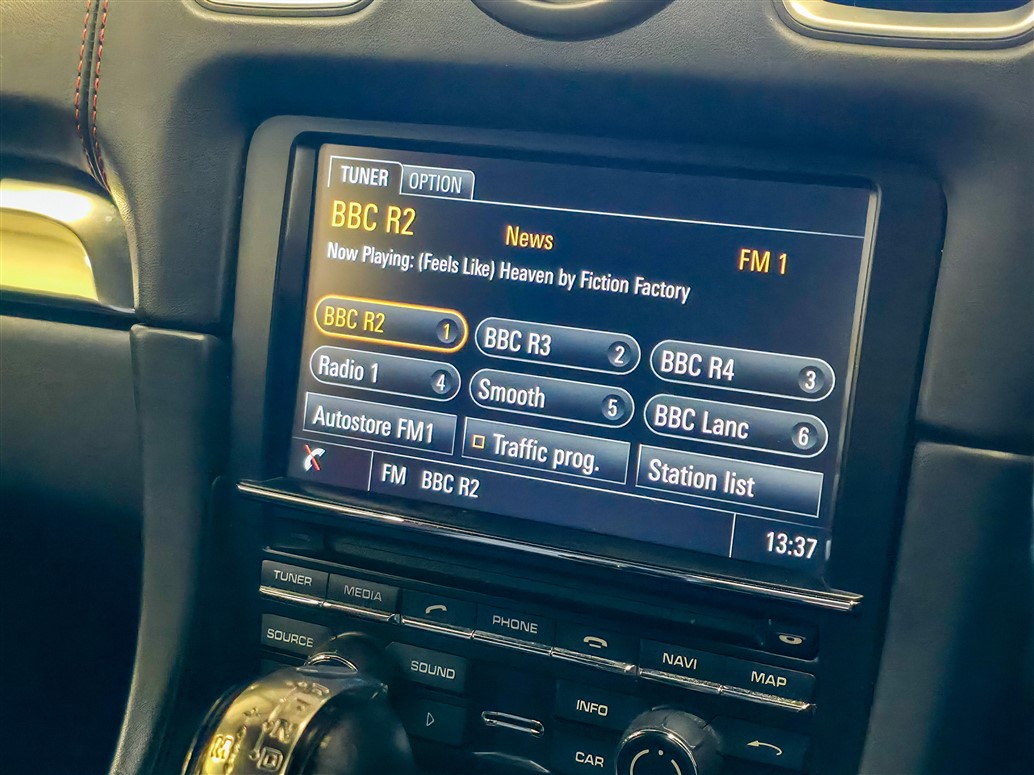 TUNER OPTION
BBC R2
News
FM 1
Now Playing: (Feels Like) Heaven by Fiction Factory
BBC R2 1
BBC R3 2
BBC R4 3
Radio 1 4
Smooth 5
BBC Lanc 6
Autostore FM1
Traffic prog.
Station list
FM BBC R2
13:37
TUNER
MEDIA
PHONE
NAVI
MAP
SOURCE
SOUND
INFO
CAR
P
R
N
M
D